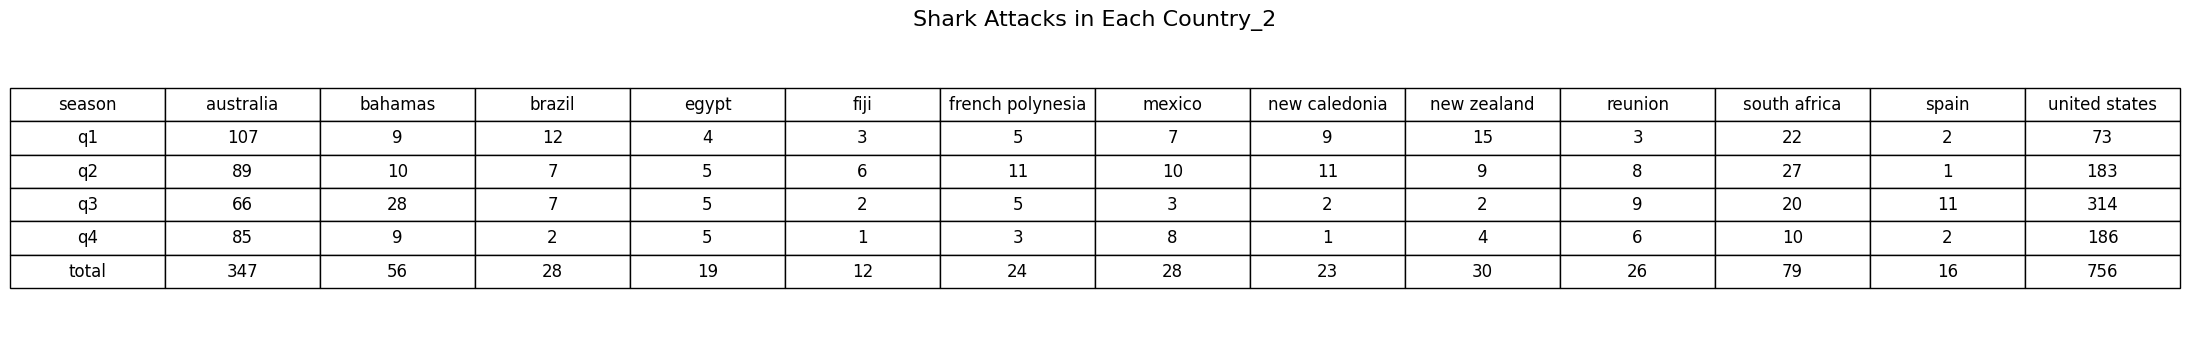 Shark Attacks in Each Country_2
season australia bahamas brazil egypt fiji french polynesia mexico new caledonia new zealand reunion south africa spain united states
q1 107 9 12 4 3 5 7 9 15 3 22 2 73
q2 89 10 7 5 6 11 10 11 9 8 27 1 183
q3 66 28 7 5 2 5 3 2 2 9 20 11 314
q4 85 9 2 5 1 3 8 1 4 6 10 2 186
total 347 56 28 19 12 24 28 23 30 26 79 16 756